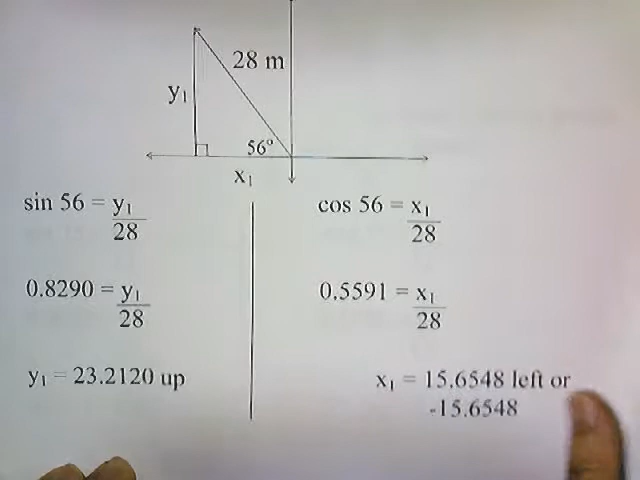 28 m
y₁
56°
x₁
sin 56 = y₁
28
0.8290 = y₁
28
y₁ = 23.2120 up
cos 56 = x₁
28
0.5591 = x₁
28
x₁ = 15.6548 left or
-15.6548